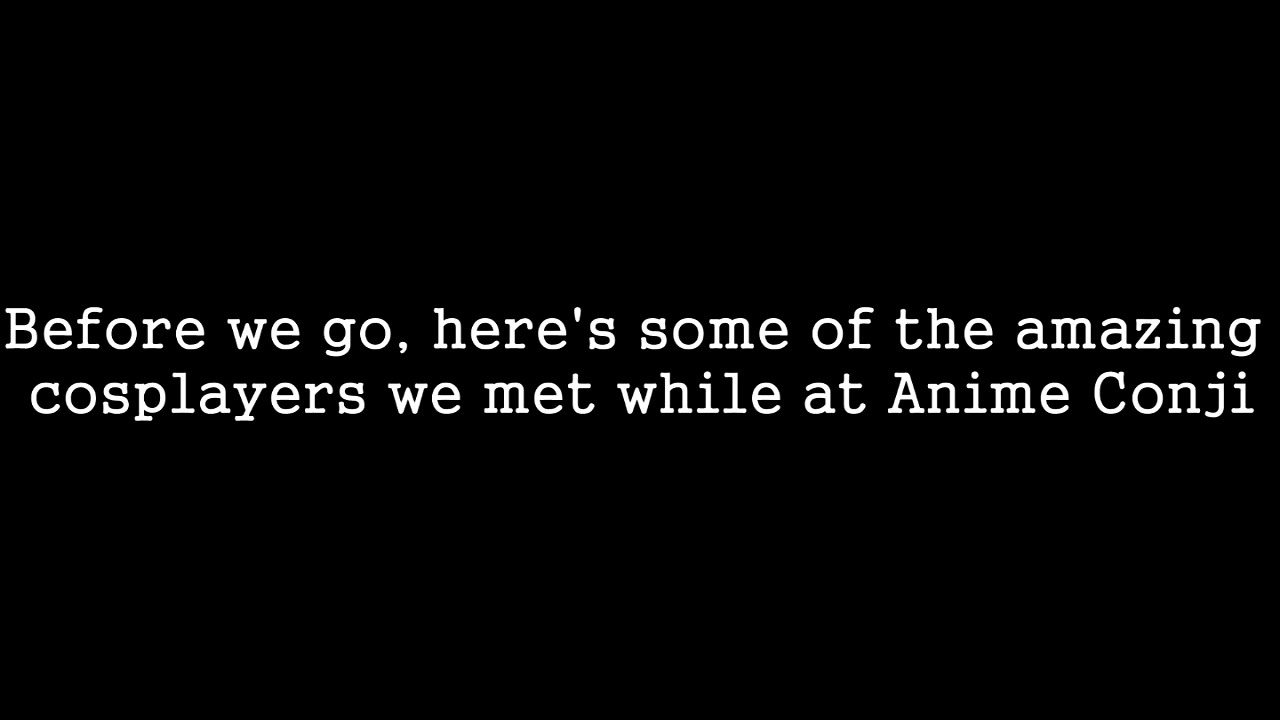 Before we go, here's some of the amazing
cosplayers we met while at Anime Conji